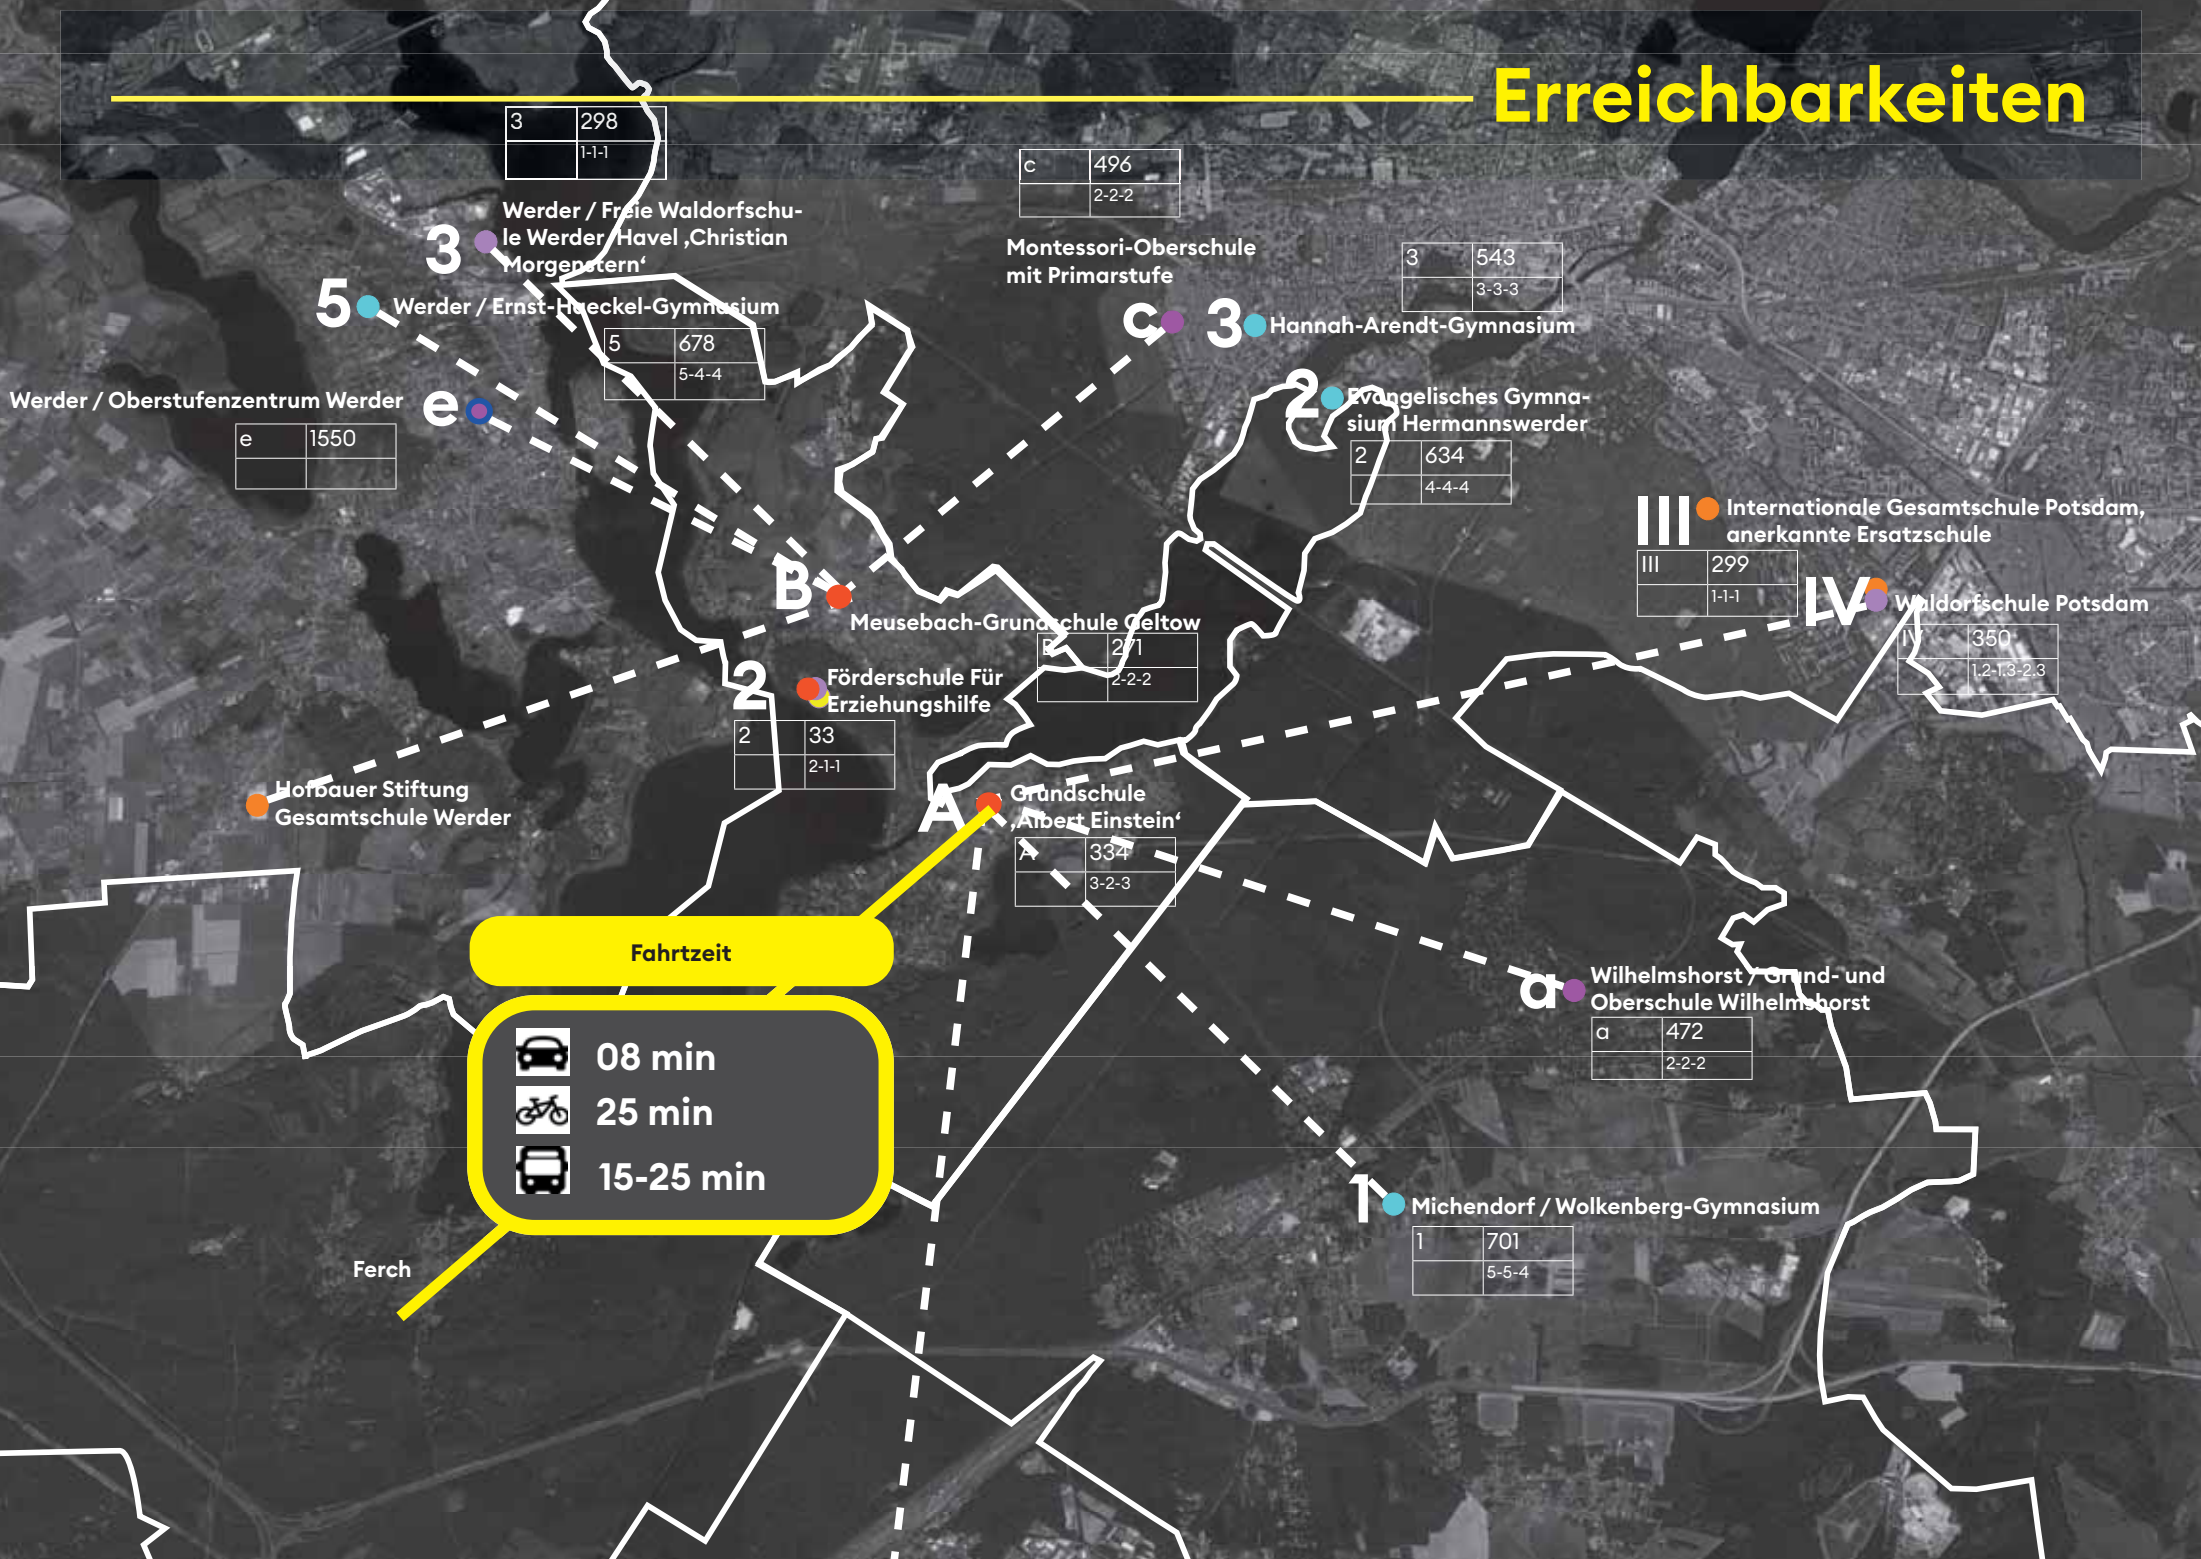 Erreichbarkeiten
3 298
1-1-1
c 496
2-2-2
Werder / Freie Waldorfschu-
le Werder/Havel ‚Christian
Morgenstern‘
3
Montessori-Oberschule
mit Primarstufe
c
3 543
3-3-3
3 Hannah-Arendt-Gymnasium
5 Werder / Ernst-Haeckel-Gymnasium
5 678
5-4-4
2 Evangelisches Gymna-
sium Hermannswerder
2 634
4-4-4
Werder / Oberstufenzentrum Werder e
e 1550
III Internationale Gesamtschule Potsdam,
anerkannte Ersatzschule
III 299
1-1-1
IV Waldorfschule Potsdam
IV 350
1.2-1.3-2.3
B
Meusebach-Grundschule Geltow
B 271
2-2-2
2 Förderschule Für
Erziehungshilfe
2 33
2-1-1
Hofbauer Stiftung
Gesamtschule Werder
A Grundschule
‚Albert Einstein‘
A 334
3-2-3
Fahrtzeit
08 min
25 min
15-25 min
a Wilhelmshorst / Grund- und
Oberschule Wilhelmshorst
a 472
2-2-2
1 Michendorf / Wolkenberg-Gymnasium
1 701
5-5-4
Ferch